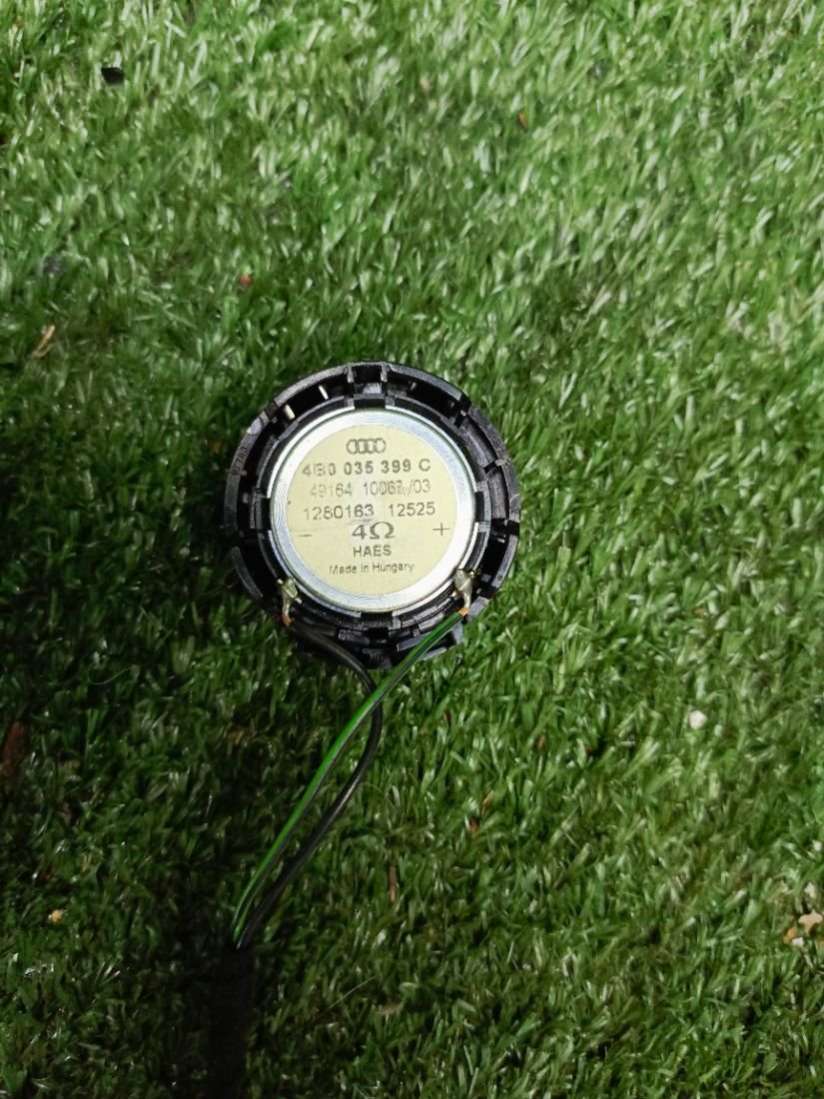 4B0 035 399 C
49164 10067/03
1280163 12525
- 4Ω +
HAES
Made in Hungary